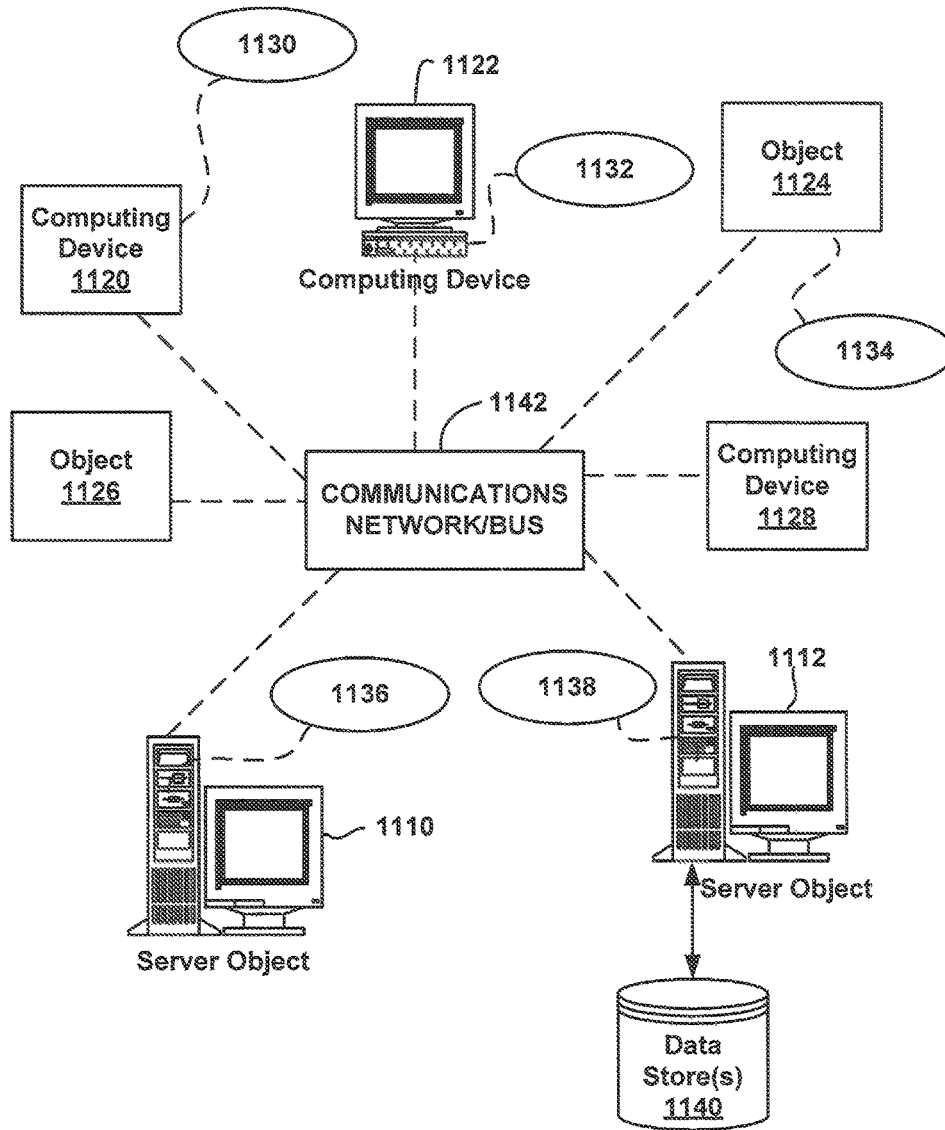 1130
1122
1132
Object
1124
Computing
Device
1120
Computing Device
1134
1142
Object
1126
COMMUNICATIONS
NETWORK/BUS
Computing
Device
1128
1136
1138
1112
1110
Server Object
Server Object
Data
Store(s)
1140